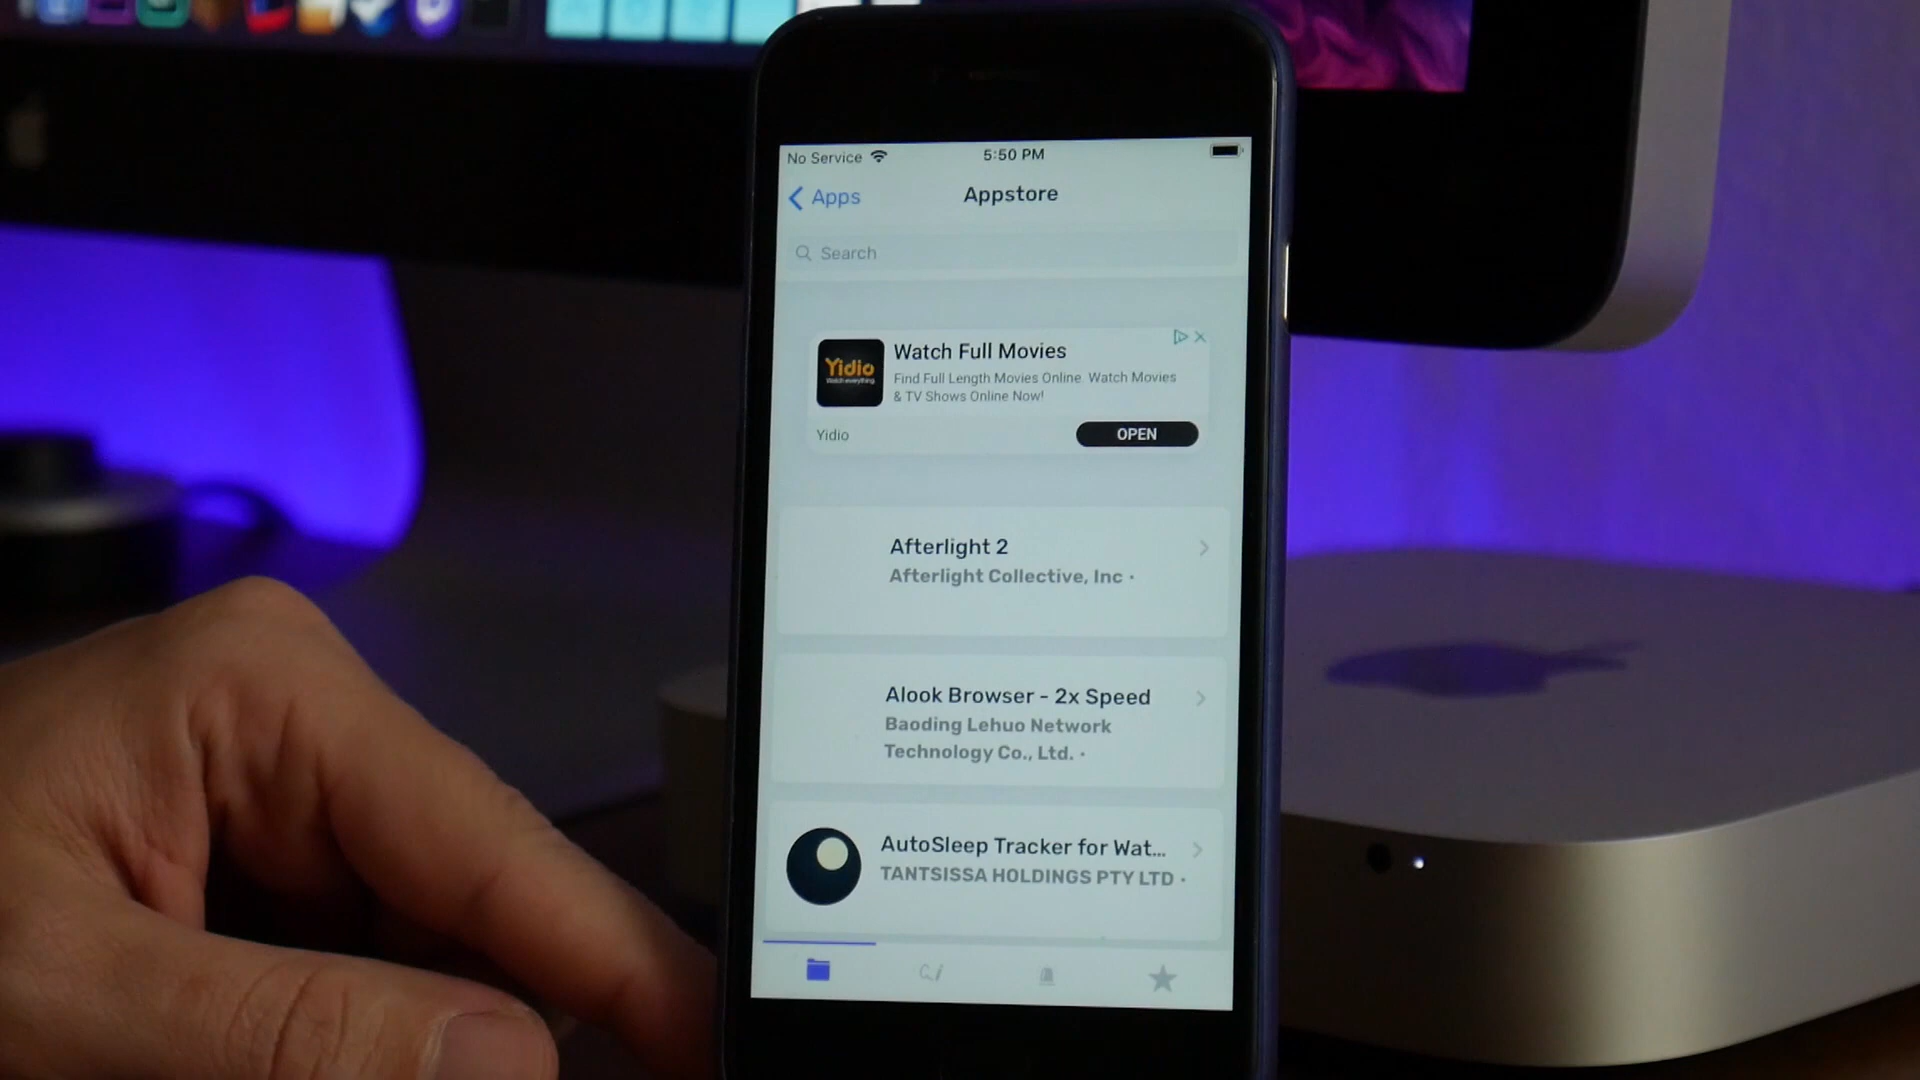 No Service
5:50 PM
Apps
Appstore
Search
Yidio
Watch everything
Watch Full Movies
Find Full Length Movies Online. Watch Movies
& TV Shows Online Now!
Yidio
OPEN
Afterlight 2
Afterlight Collective, Inc •
Alook Browser - 2x Speed
Baoding Lehuo Network
Technology Co., Ltd. •
AutoSleep Tracker for Wat...
TANTSISSA HOLDINGS PTY LTD •